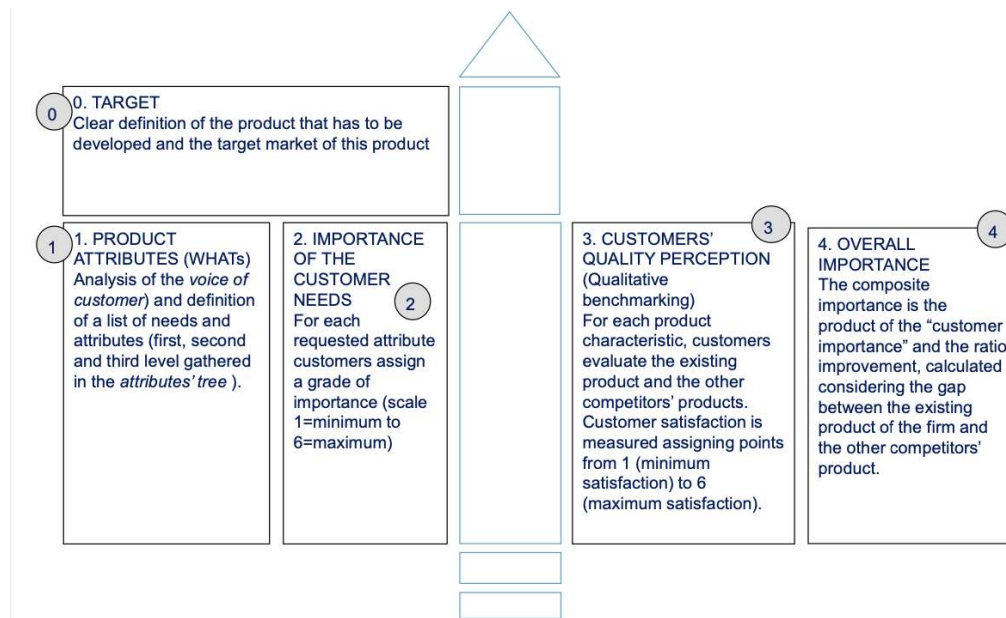 0
0. TARGET
Clear definition of the product that has to be
developed and the target market of this product
1
1. PRODUCT
ATTRIBUTES (WHATs)
Analysis of the voice of
customer) and definition
of a list of needs and
attributes (first, second
and third level gathered
in the attributes’ tree ).
2. IMPORTANCE
OF THE
CUSTOMER
NEEDS
2
For each
requested attribute
customers assign
a grade of
importance (scale
1=minimum to
6=maximum)
3
3. CUSTOMERS’
QUALITY PERCEPTION
(Qualitative
benchmarking)
For each product
characteristic, customers
evaluate the existing
product and the other
competitors’ products.
Customer satisfaction is
measured assigning points
from 1 (minimum
satisfaction) to 6
(maximum satisfaction).
4
4. OVERALL
IMPORTANCE
The composite
importance is the
product of the “customer
importance” and the ratio
improvement, calculated
considering the gap
between the existing
product of the firm and
the other competitors’
product.